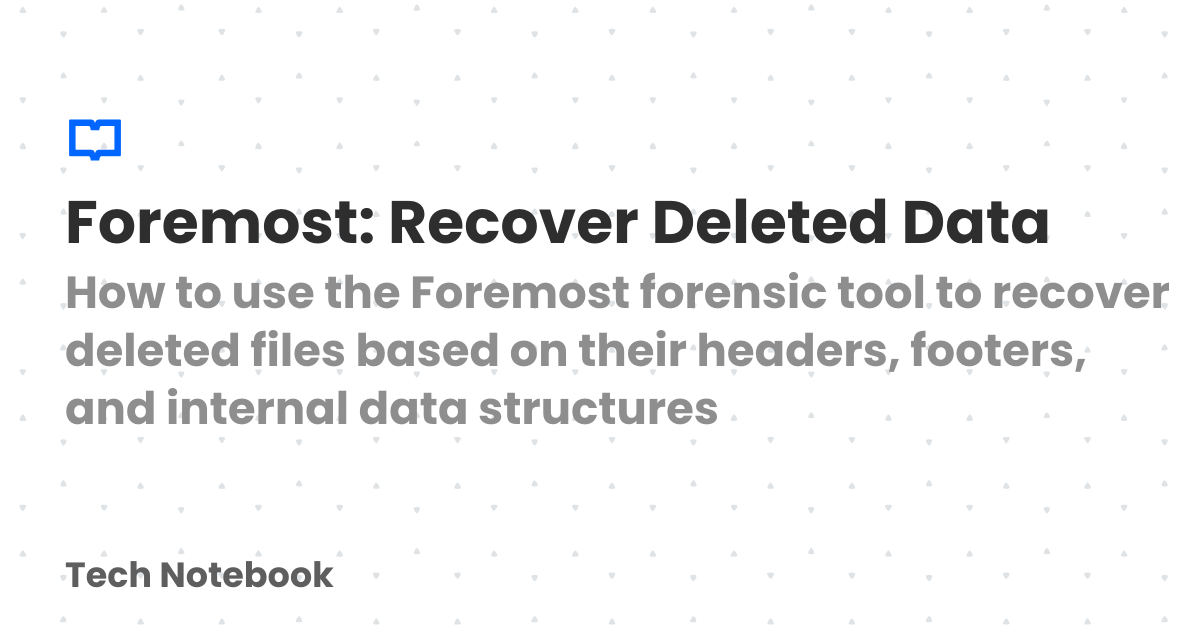 Foremost: Recover Deleted Data
How to use the Foremost forensic tool to recover
deleted files based on their headers, footers,
and internal data structures
Tech Notebook